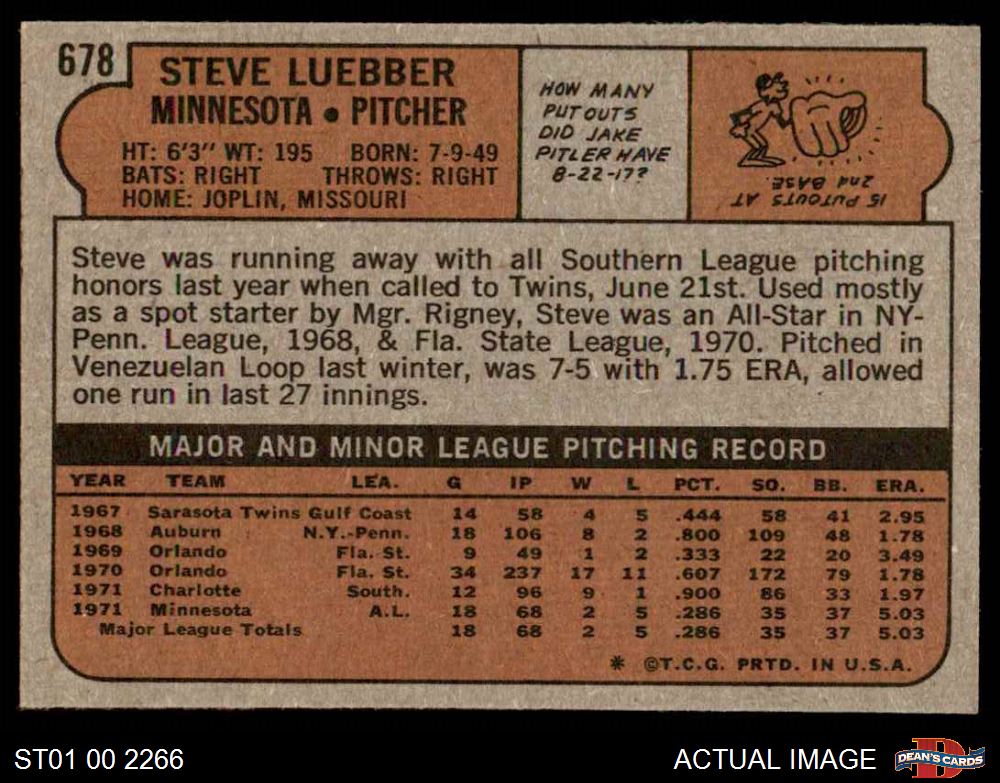 678
STEVE LUEBBER
MINNESOTA • PITCHER
HT: 6'3" WT: 195 BORN: 7-9-49
BATS: RIGHT THROWS: RIGHT
HOME: JOPLIN, MISSOURI
HOW MANY
PUTOUTS
DID JAKE
PITLER HAVE
8-22-17?
15 PUTOUTS AT
2nd BASE.
Steve was running away with all Southern League pitching
honors last year when called to Twins, June 21st. Used mostly
as a spot starter by Mgr. Rigney, Steve was an All-Star in NY-
Penn. League, 1968, & Fla. State League, 1970. Pitched in
Venezuelan Loop last winter, was 7-5 with 1.75 ERA, allowed
one run in last 27 innings.
MAJOR AND MINOR LEAGUE PITCHING RECORD
YEAR TEAM LEA. G IP W L PCT. SO. BB. ERA.
1967 Sarasota Twins Gulf Coast 14 58 4 5 .444 58 41 2.95
1968 Auburn N.Y.-Penn. 18 106 8 2 .800 109 48 1.78
1969 Orlando Fla. St. 9 49 1 2 .333 22 20 3.49
1970 Orlando Fla. St. 34 237 17 11 .607 172 79 1.78
1971 Charlotte South. 12 96 9 1 .900 86 33 1.97
1971 Minnesota A.L. 18 68 2 5 .286 35 37 5.03
Major League Totals 18 68 2 5 .286 35 37 5.03
* ©T.C.G. PRTD. IN U.S.A.
ST01 00 2266
ACTUAL IMAGE
D
DEAN'S CARDS